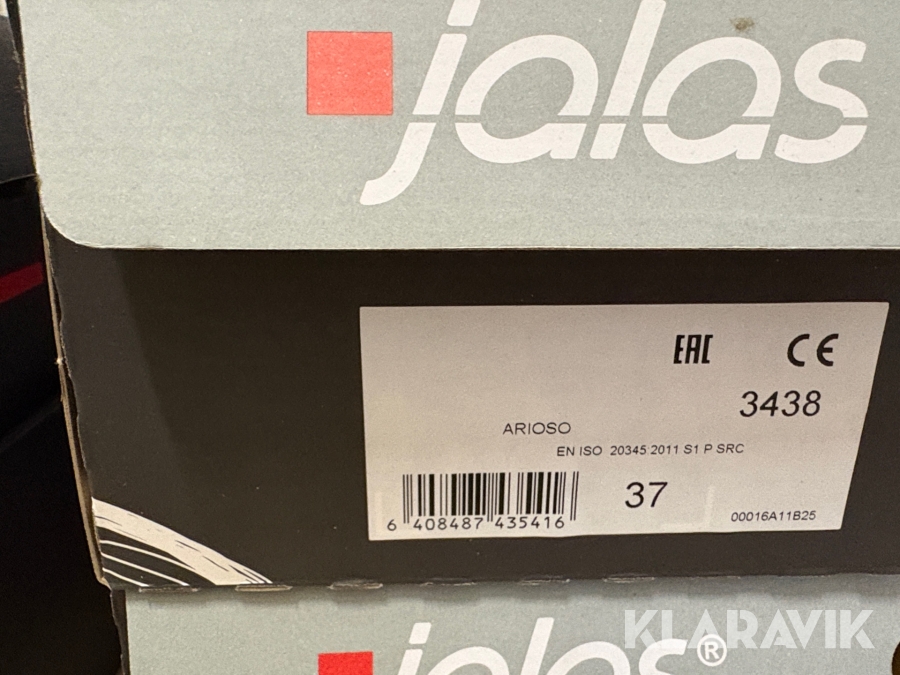 jalas
EAC CE
3438
ARIOSO
EN ISO 20345:2011 S1 P SRC
37
6 408487 435416
00016A11B25
jalas®
KLARAVIK